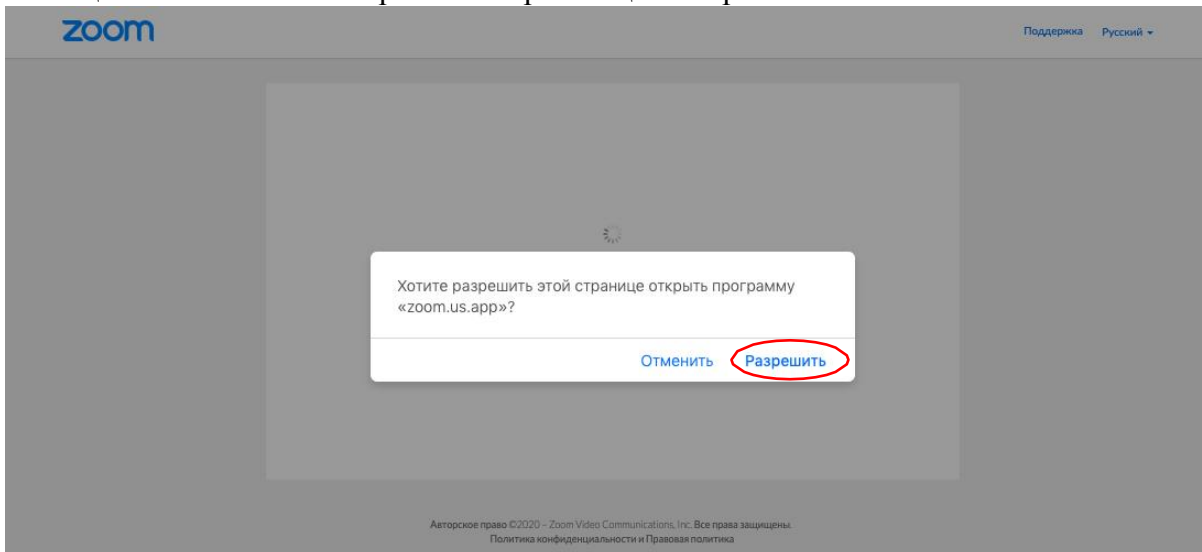 zoom
Поддержка Русский
Хотите разрешить этой странице открыть программу
«zoom.us.app»?
Отменить Разрешить
Авторское право ©2020 – Zoom Video Communications, Inc. Все права защищены.
Политика конфиденциальности и Правовая политика